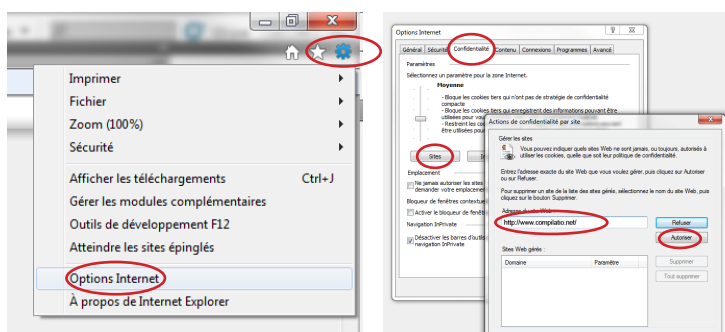 Imprimer
Fichier
Zoom (100%)
Sécurité
Afficher les téléchargements Ctrl+J
Gérer les modules complémentaires
Outils de développement F12
Atteindre les sites épinglés
Options Internet
À propos de Internet Explorer
Options Internet
Général Sécurité Confidentialité Contenu Connexions Programmes Avancé
Paramètres
Sélectionnez un paramètre pour la zone Internet.
Moyenne
- Bloque les cookies tiers qui n'ont pas de stratégie de confidentialité
compacte
- Bloque les cookies tiers qui enregistrent des informations pouvant être
utilisées pour vous
- Restreint les
être utilisées pour
Sites
Emplacement
Ne jamais autoriser les sites
demander votre emplacement
Bloqueur de fenêtres
Activer le bloqueur de
Navigation InPrivate
Désactiver les barres d'outils
navigation InPrivate
Actions de confidentialité par site
Gérer les sites
Vous pouvez indiquer quels sites Web ne sont jamais, ou toujours, autorisés à
utiliser les cookies, quelle que soit leur politique de confidentialité.
Entrez l'adresse exacte du site Web que vous voulez gérer, puis cliquez sur Autoriser
ou sur Refuser.
Pour supprimer un site de la liste des sites gérés, sélectionnez le nom du site Web, puis
cliquez sur le bouton Supprimer.
Adresse du site Web
http://www.compilatio.net/ Refuser
Autoriser
Sites Web gérés :
Domaine Paramètre Supprimer
Tout supprimer